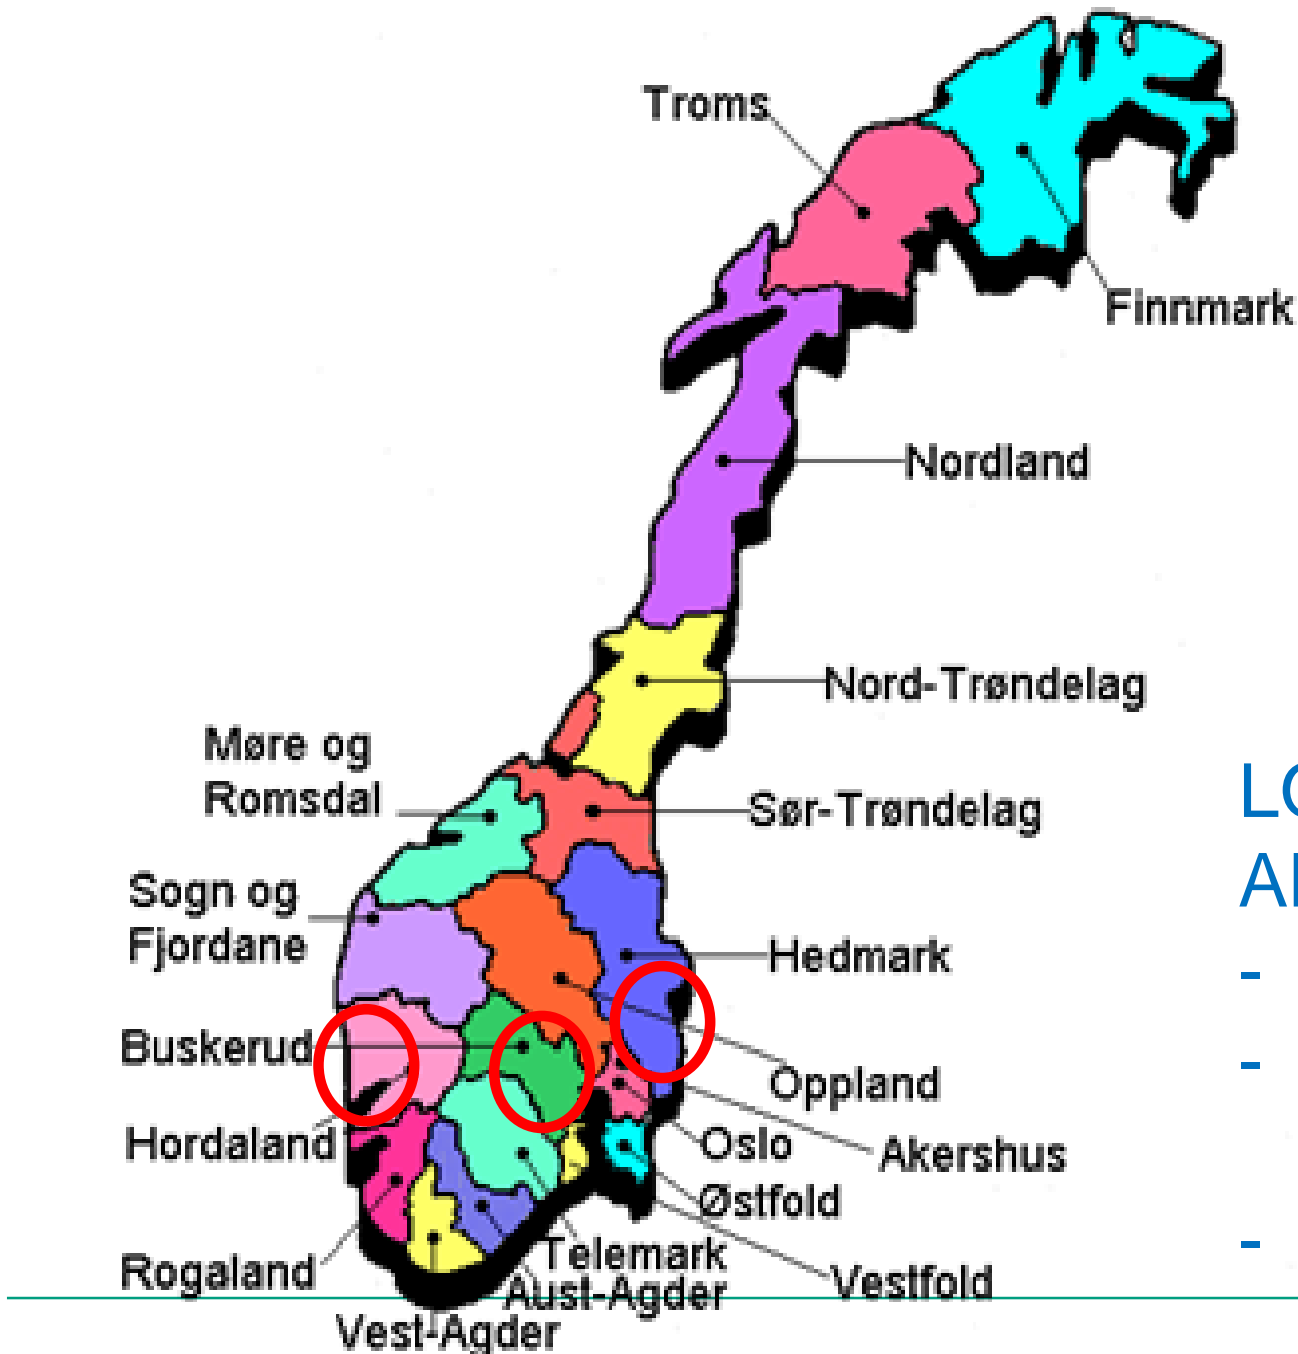 Troms
Finnmark
Nordland
Nord-Trøndelag
Møre og
Romsdal
Sør-Trøndelag
Sogn og
Fjordane
Hedmark
Buskerud
Oppland
Hordaland
Oslo
Akershus
Østfold
Telemark
Rogaland
Vestfold
Aust-Agder
Vest-Agder
-
-
-